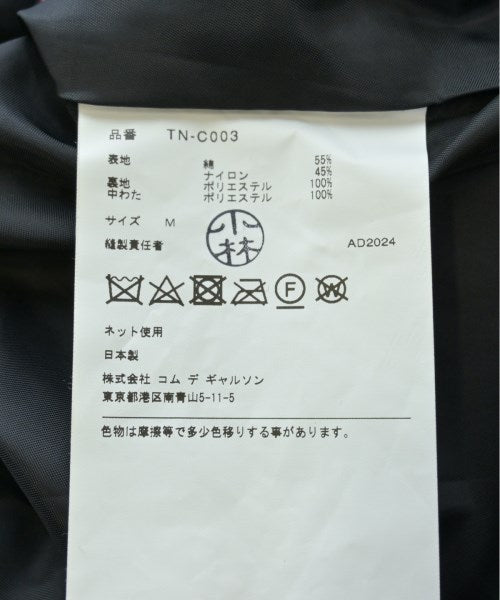 品番 TN-C003
表地 綿 55%
ナイロン 45%
裏地 ポリエステル 100%
中わた ポリエステル 100%
サイズ M
小林
縫製責任者 AD2024
F W
ネット使用
日本製
株式会社 コム デ ギャルソン
東京都港区南青山5-11-5
色物は摩擦等で多少色移りする事があります。